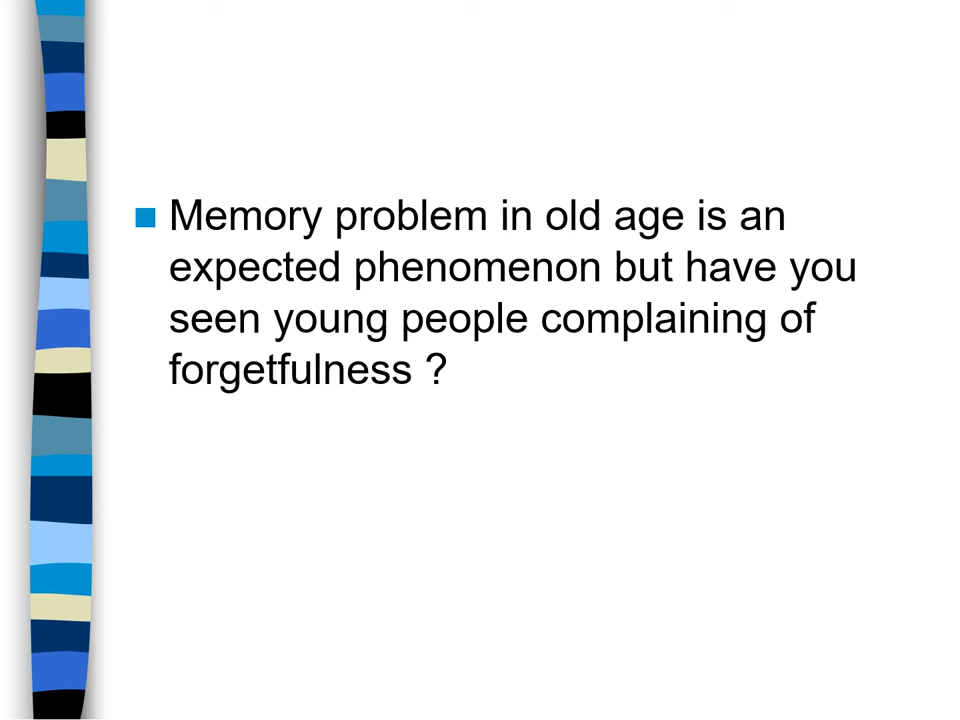 Memory problem in old age is an
expected phenomenon but have you
seen young people complaining of
forgetfulness ?